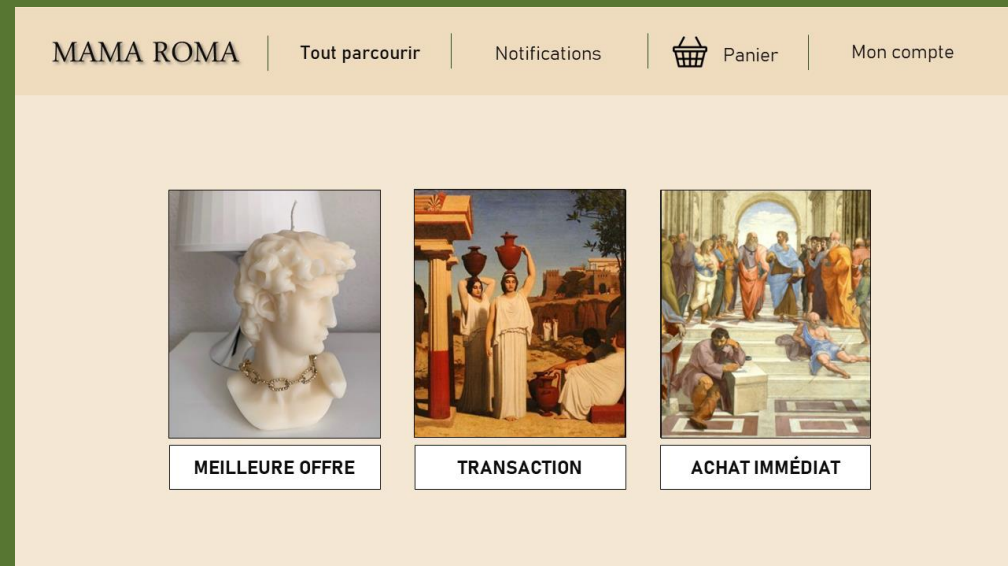 MAMA ROMA
Tout parcourir
Notifications
Panier
Mon compte
MEILLEURE OFFRE
TRANSACTION
ACHAT IMMÉDIAT